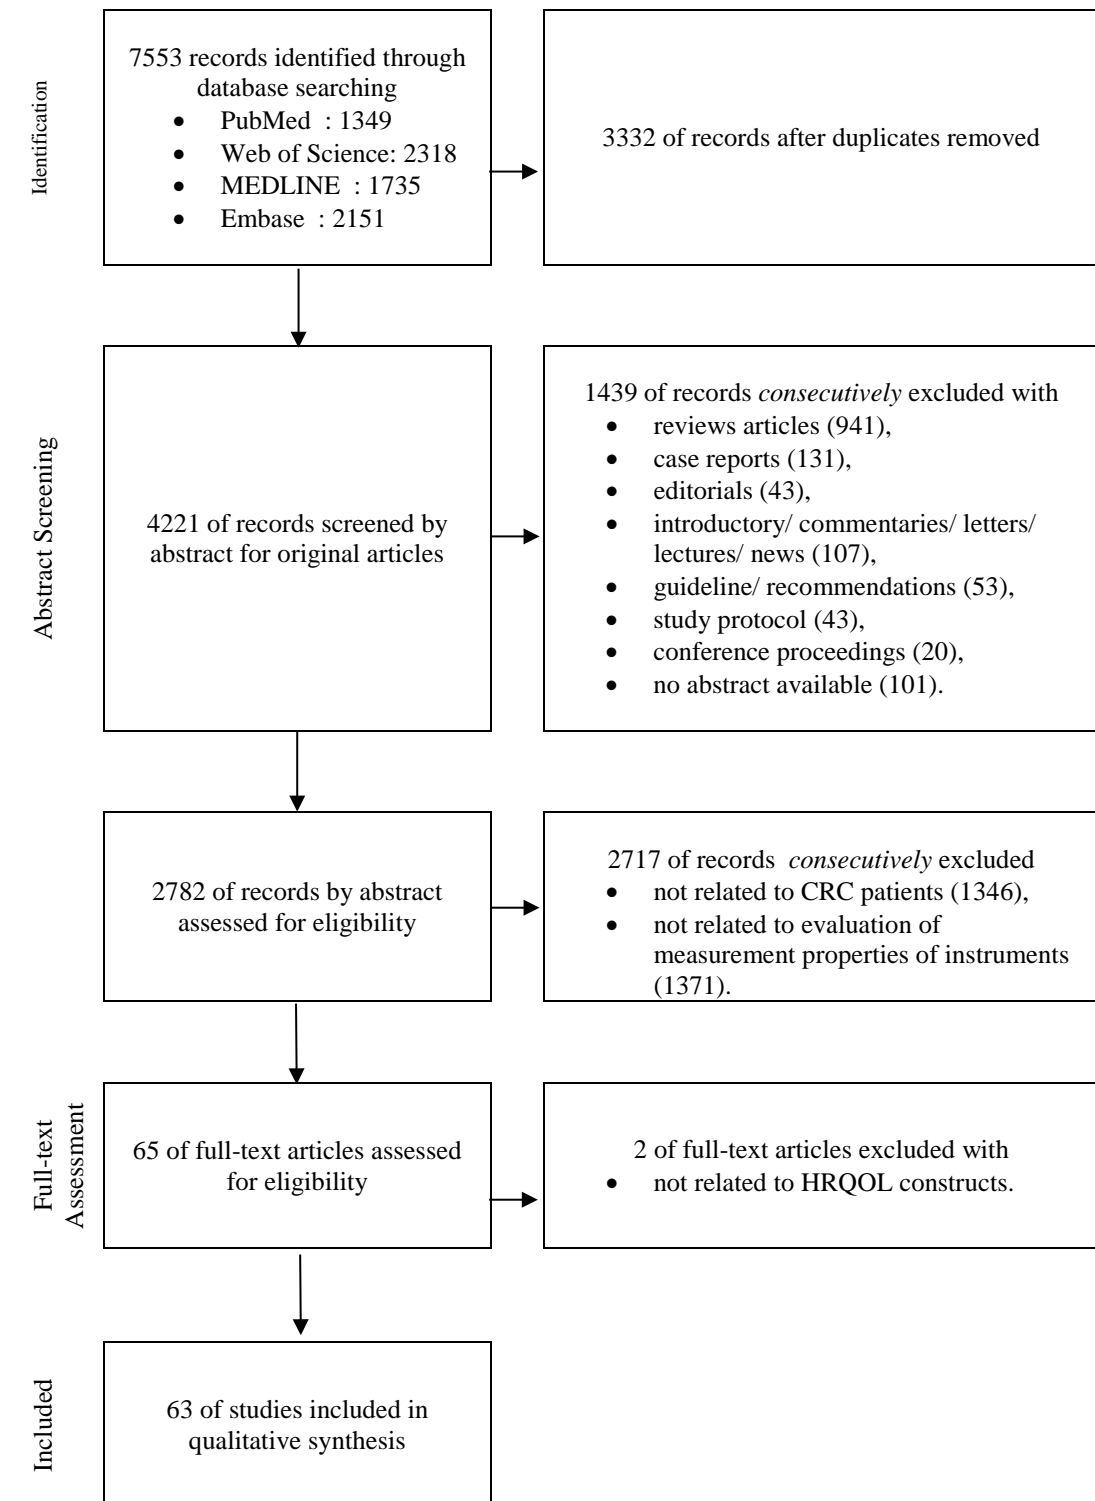 Identification
7553 records identified through
database searching
• PubMed : 1349
• Web of Science: 2318
• MEDLINE : 1735
• Embase : 2151
3332 of records after duplicates removed
Abstract Screening
4221 of records screened by
abstract for original articles
1439 of records consecutively excluded with
• reviews articles (941),
• case reports (131),
• editorials (43),
• introductory/ commentaries/ letters/
lectures/ news (107),
• guideline/ recommendations (53),
• study protocol (43),
• conference proceedings (20),
• no abstract available (101).
2782 of records by abstract
assessed for eligibility
2717 of records consecutively excluded
• not related to CRC patients (1346),
• not related to evaluation of
measurement properties of instruments
(1371).
Full-text
Assessment
65 of full-text articles assessed
for eligibility
2 of full-text articles excluded with
• not related to HRQOL constructs.
Included
63 of studies included in
qualitative synthesis